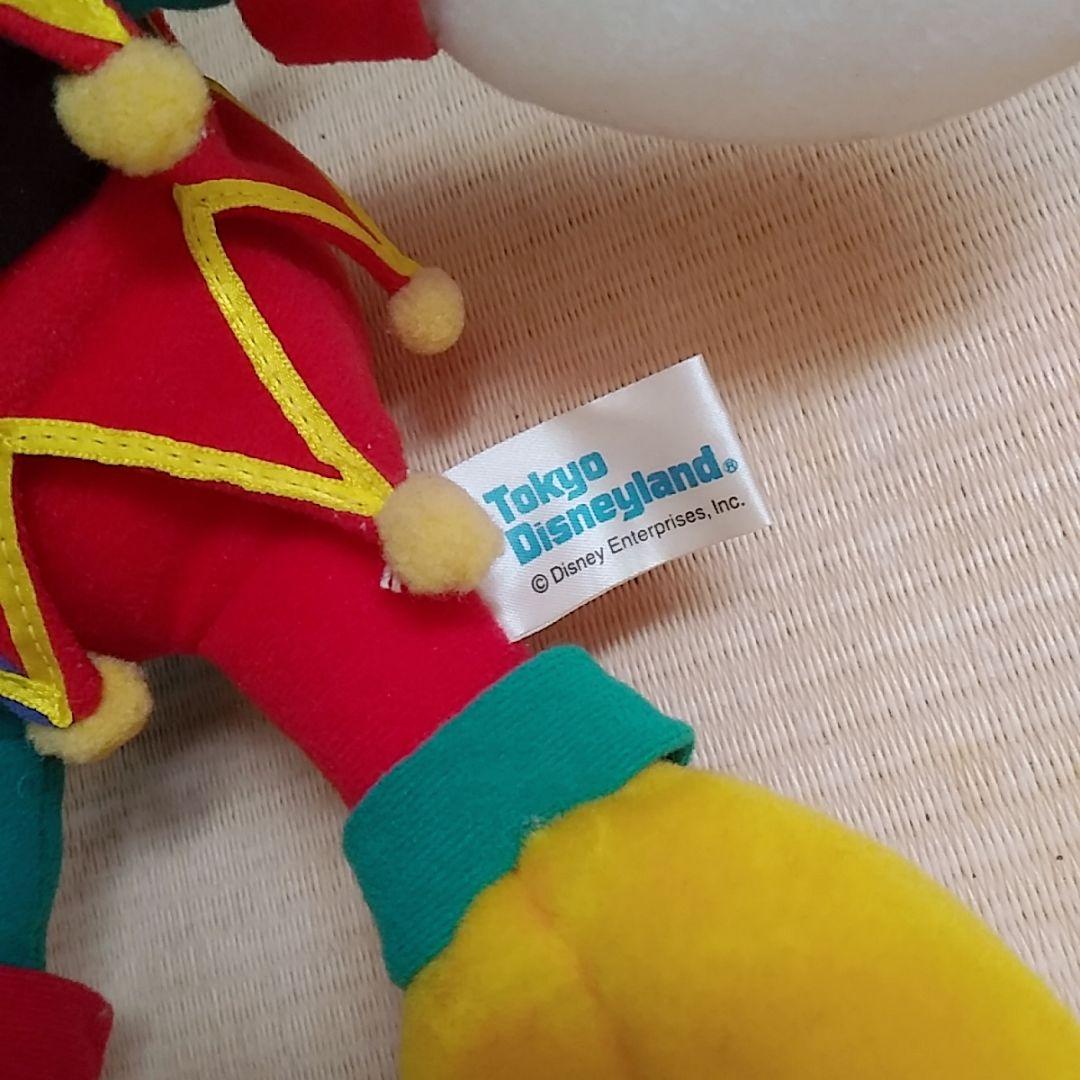 Tokyo
Disneyland®
© Disney Enterprises, Inc.